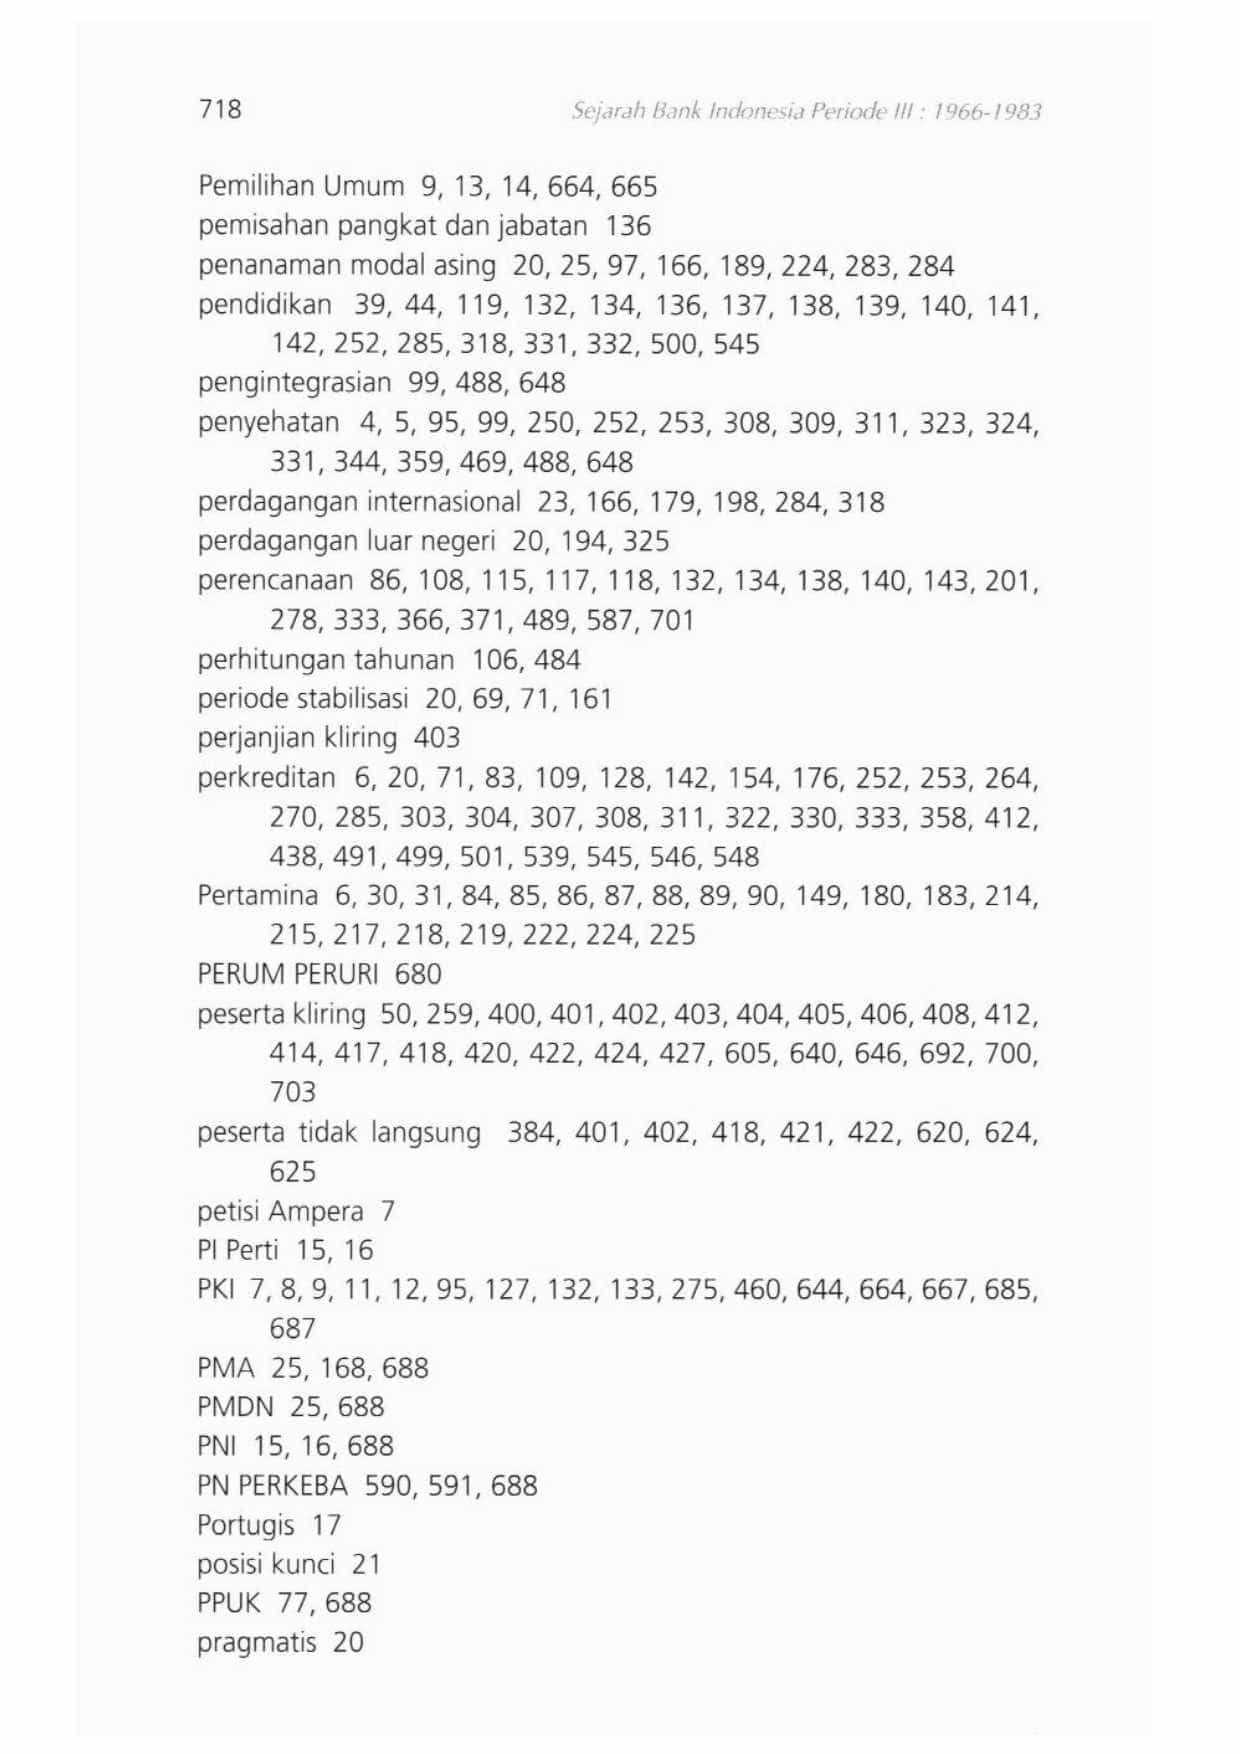 718
Sejarah Bank Indonesia Periode III : 1966-1983
Pemilihan Umum 9, 13, 14, 664, 665
pemisahan pangkat dan jabatan 136
penanaman modal asing 20, 25, 97, 166, 189, 224, 283, 284
pendidikan 39, 44, 119, 132, 134, 136, 137, 138, 139, 140, 141,
142, 252, 285, 318, 331, 332, 500, 545
pengintegrasian 99, 488, 648
penyehatan 4, 5, 95, 99, 250, 252, 253, 308, 309, 311, 323, 324,
331, 344, 359, 469, 488, 648
perdagangan internasional 23, 166, 179, 198, 284, 318
perdagangan luar negeri 20, 194, 325
perencanaan 86, 108, 115, 117, 118, 132, 134, 138, 140, 143, 201,
278, 333, 366, 371, 489, 587, 701
perhitungan tahunan 106, 484
periode stabilisasi 20, 69, 71, 161
perjanjian kliring 403
perkreditan 6, 20, 71, 83, 109, 128, 142, 154, 176, 252, 253, 264,
270, 285, 303, 304, 307, 308, 311, 322, 330, 333, 358, 412,
438, 491, 499, 501, 539, 545, 546, 548
Pertamina 6, 30, 31, 84, 85, 86, 87, 88, 89, 90, 149, 180, 183, 214,
215, 217, 218, 219, 222, 224, 225
PERUM PERURI 680
peserta kliring 50, 259, 400, 401, 402, 403, 404, 405, 406, 408, 412,
414, 417, 418, 420, 422, 424, 427, 605, 640, 646, 692, 700,
703
peserta tidak langsung 384, 401, 402, 418, 421, 422, 620, 624,
625
petisi Ampera 7
PI Perti 15, 16
PKI 7, 8, 9, 11, 12, 95, 127, 132, 133, 275, 460, 644, 664, 667, 685,
687
PMA 25, 168, 688
PMDN 25, 688
PNI 15, 16, 688
PN PERKEBA 590, 591, 688
Portugis 17
posisi kunci 21
PPUK 77, 688
pragmatis 20